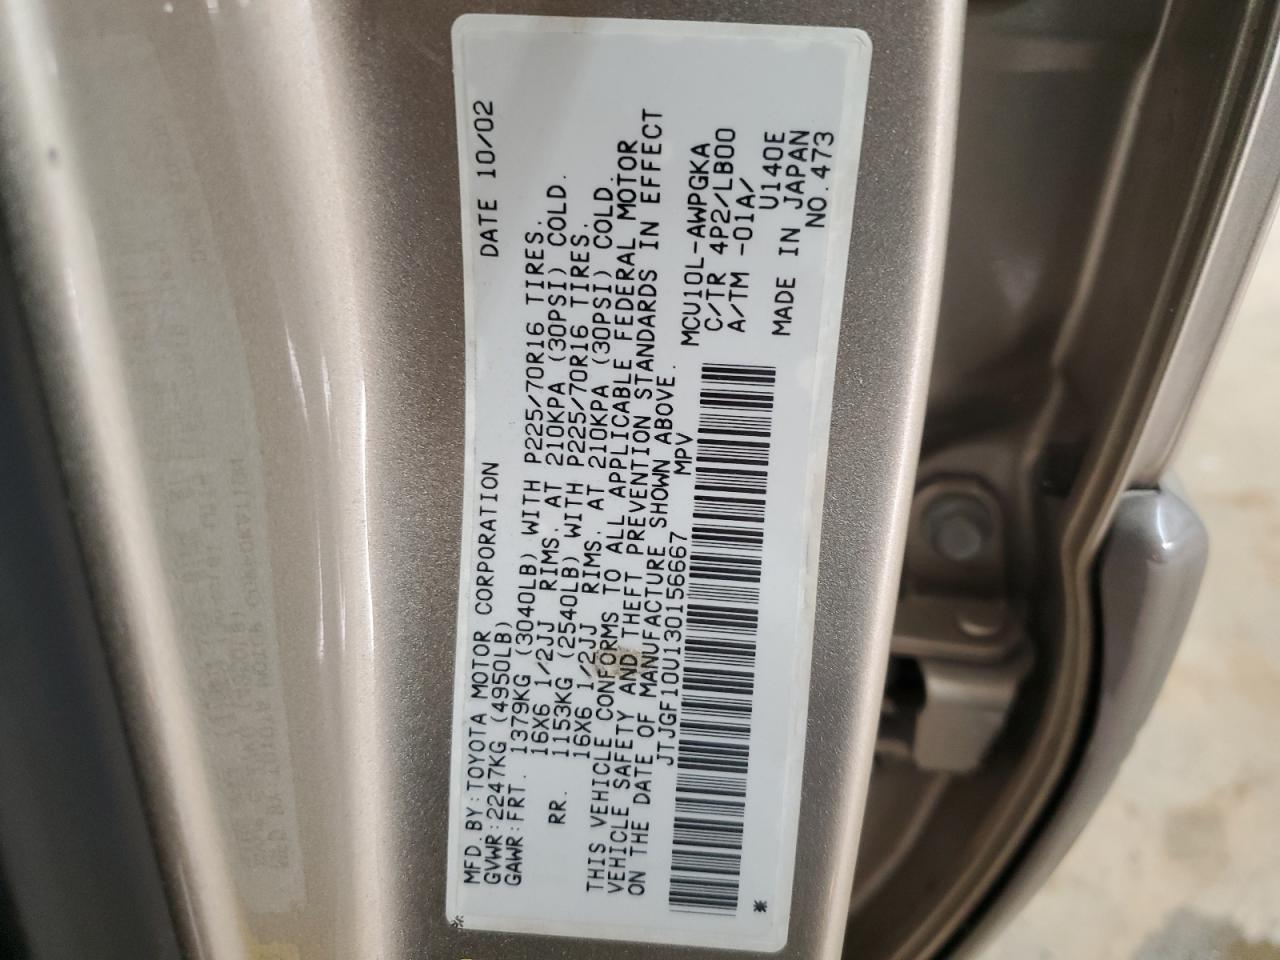 MFD.BY:TOYOTA MOTOR CORPORATION DATE 10/02
GVWR:2247KG (4950LB)
GAWR:FRT. 1379KG (3040LB) WITH P225/70R16 TIRES.
16X6 1/2JJ RIMS. AT 210KPA (30PSI) COLD.
RR. 1153KG (2540LB) WITH P225/70R16 TIRES.
16X6 1/2JJ RIMS. AT 210KPA (30PSI) COLD.
THIS VEHICLE CONFORMS TO ALL APPLICABLE FEDERAL MOTOR
VEHICLE SAFETY AND THEFT PREVENTION STANDARDS IN EFFECT
ON THE DATE OF MANUFACTURE SHOWN ABOVE.
JTJGF10U130156667 MPV
MCU10L-AWPGKA
C/TR 4P2/LB00
A/TM -01A/
U140E
MADE IN JAPAN
NO.473